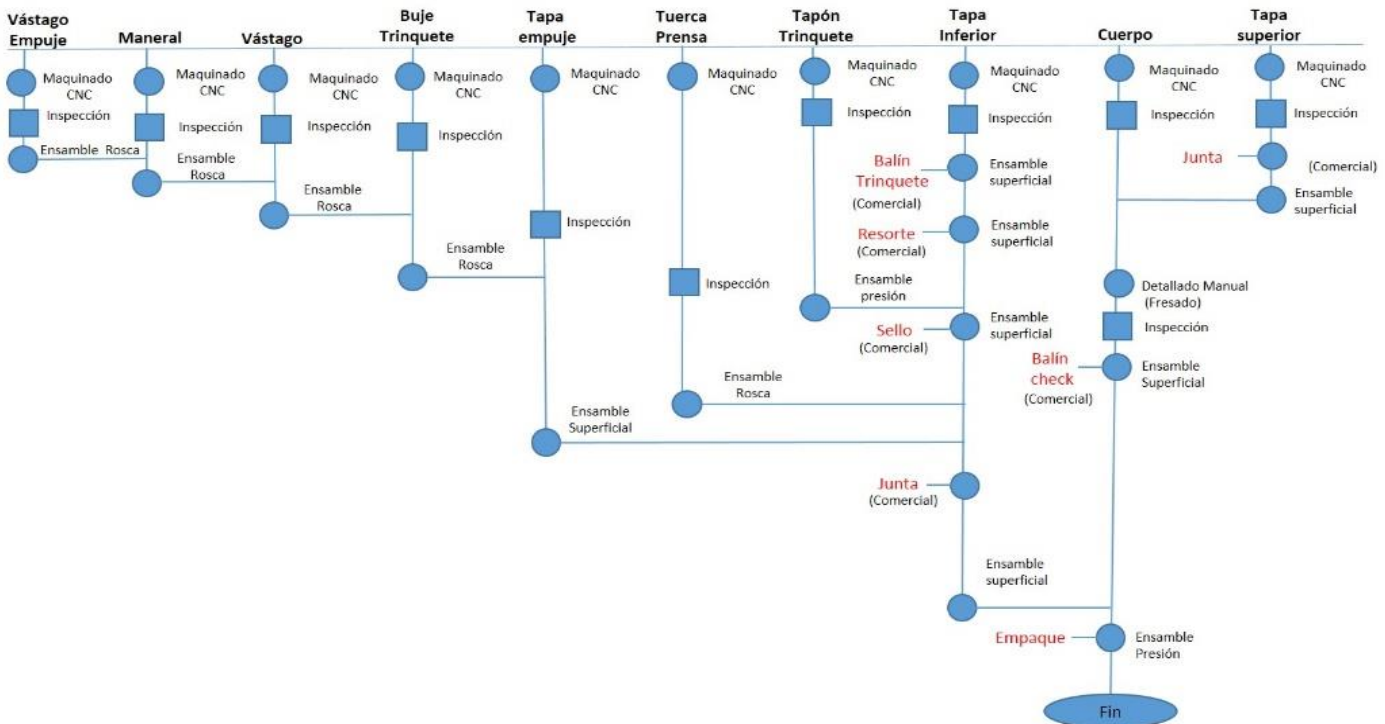 Vástago
Empuje
Maneral
Vástago
Buje
Trinquete
Tapa
empuje
Tuerca
Prensa
Tapón
Trinquete
Tapa
Inferior
Cuerpo
Tapa
superior
Maquinado
CNC
Maquinado
CNC
Maquinado
CNC
Maquinado
CNC
Maquinado
CNC
Maquinado
CNC
Maquinado
CNC
Maquinado
CNC
Maquinado
CNC
Maquinado
CNC
Inspección
Inspección
Inspección
Inspección
Inspección
Inspección
Inspección
Inspección
Ensamble Rosca
Ensamble
Rosca
Ensamble
Rosca
Balín
Trinquete
(Comercial)
Ensamble
superficial
Junta
(Comercial)
Ensamble
superficial
Inspección
Resorte
(Comercial)
Ensamble
superficial
Ensamble
Rosca
Inspección
Ensamble
presión
Detallado Manual
(Fresado)
Sello
(Comercial)
Ensamble
superficial
Inspección
Balín
check
(Comercial)
Ensamble
Superficial
Ensamble
Rosca
Ensamble
Superficial
Junta
(Comercial)
Ensamble
superficial
Empaque
Ensamble
Presión
Fin